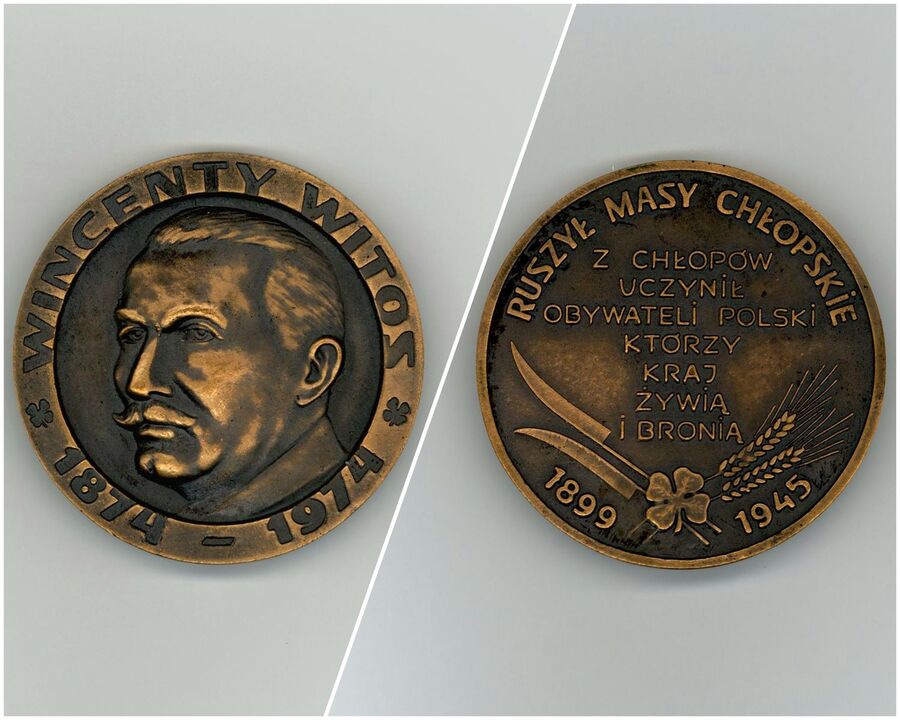 WINCENTY WITOS
1874 – 1974
RUSZYŁ MASY CHŁOPSKIE
Z CHŁOPÓW
UCZYNIŁ
OBYWATELI POLSKI
KTÓRZY
KRAJ
ŻYWIĄ
i BRONIĄ
1899
1945